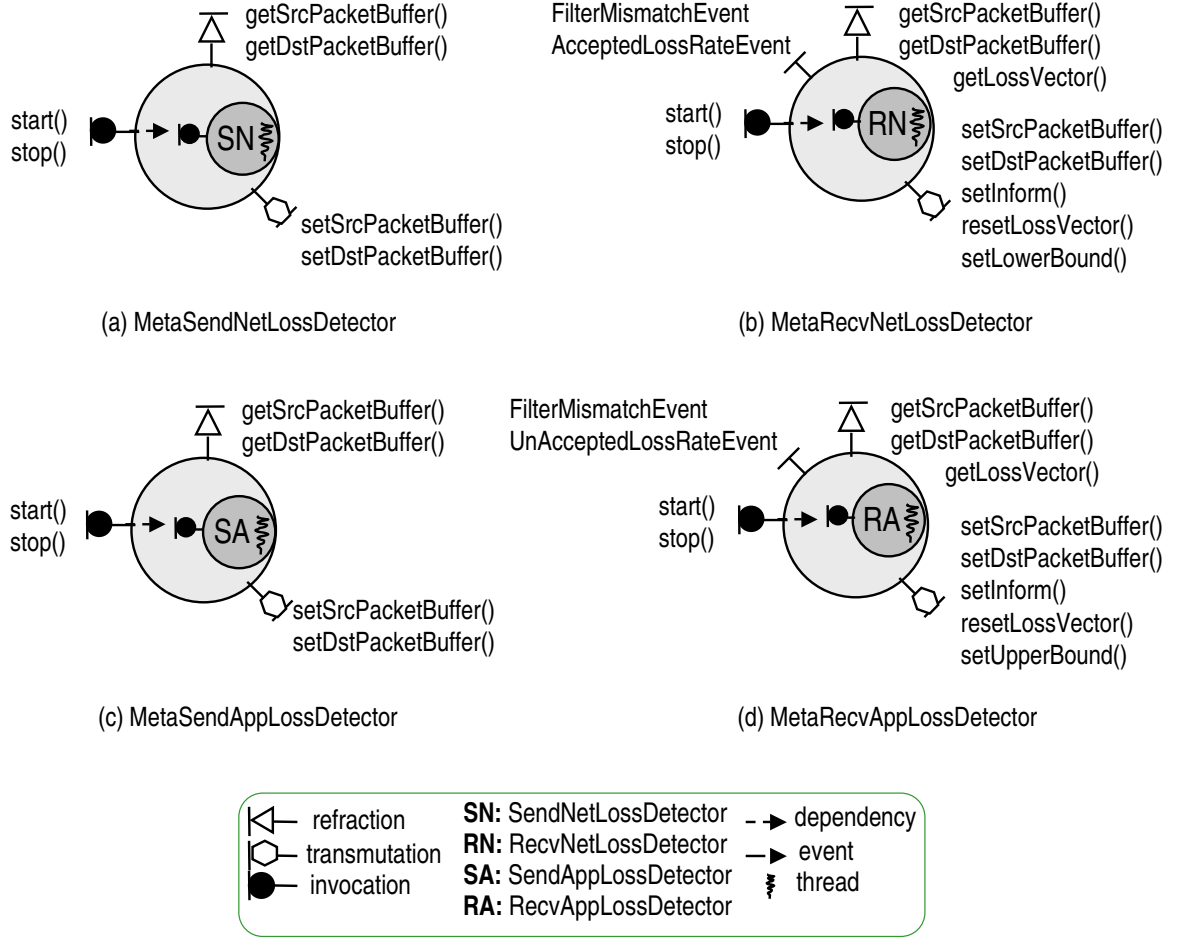 getSrcPacketBuffer()
getDstPacketBuffer()
start()
stop()
SN
setSrcPacketBuffer()
setDstPacketBuffer()
(a) MetaSendNetLossDetector
FilterMismatchEvent
AcceptedLossRateEvent
getSrcPacketBuffer()
getDstPacketBuffer()
getLossVector()
start()
stop()
RN
setSrcPacketBuffer()
setDstPacketBuffer()
setInform()
resetLossVector()
setLowerBound()
(b) MetaRecvNetLossDetector
getSrcPacketBuffer()
getDstPacketBuffer()
start()
stop()
SA
setSrcPacketBuffer()
setDstPacketBuffer()
(c) MetaSendAppLossDetector
FilterMismatchEvent
UnAcceptedLossRateEvent
getSrcPacketBuffer()
getDstPacketBuffer()
getLossVector()
start()
stop()
RA
setSrcPacketBuffer()
setDstPacketBuffer()
setInform()
resetLossVector()
setUpperBound()
(d) MetaRecvAppLossDetector
refraction
transmutation
invocation
SN: SendNetLossDetector
RN: RecvNetLossDetector
SA: SendAppLossDetector
RA: RecvAppLossDetector
dependency
event
thread